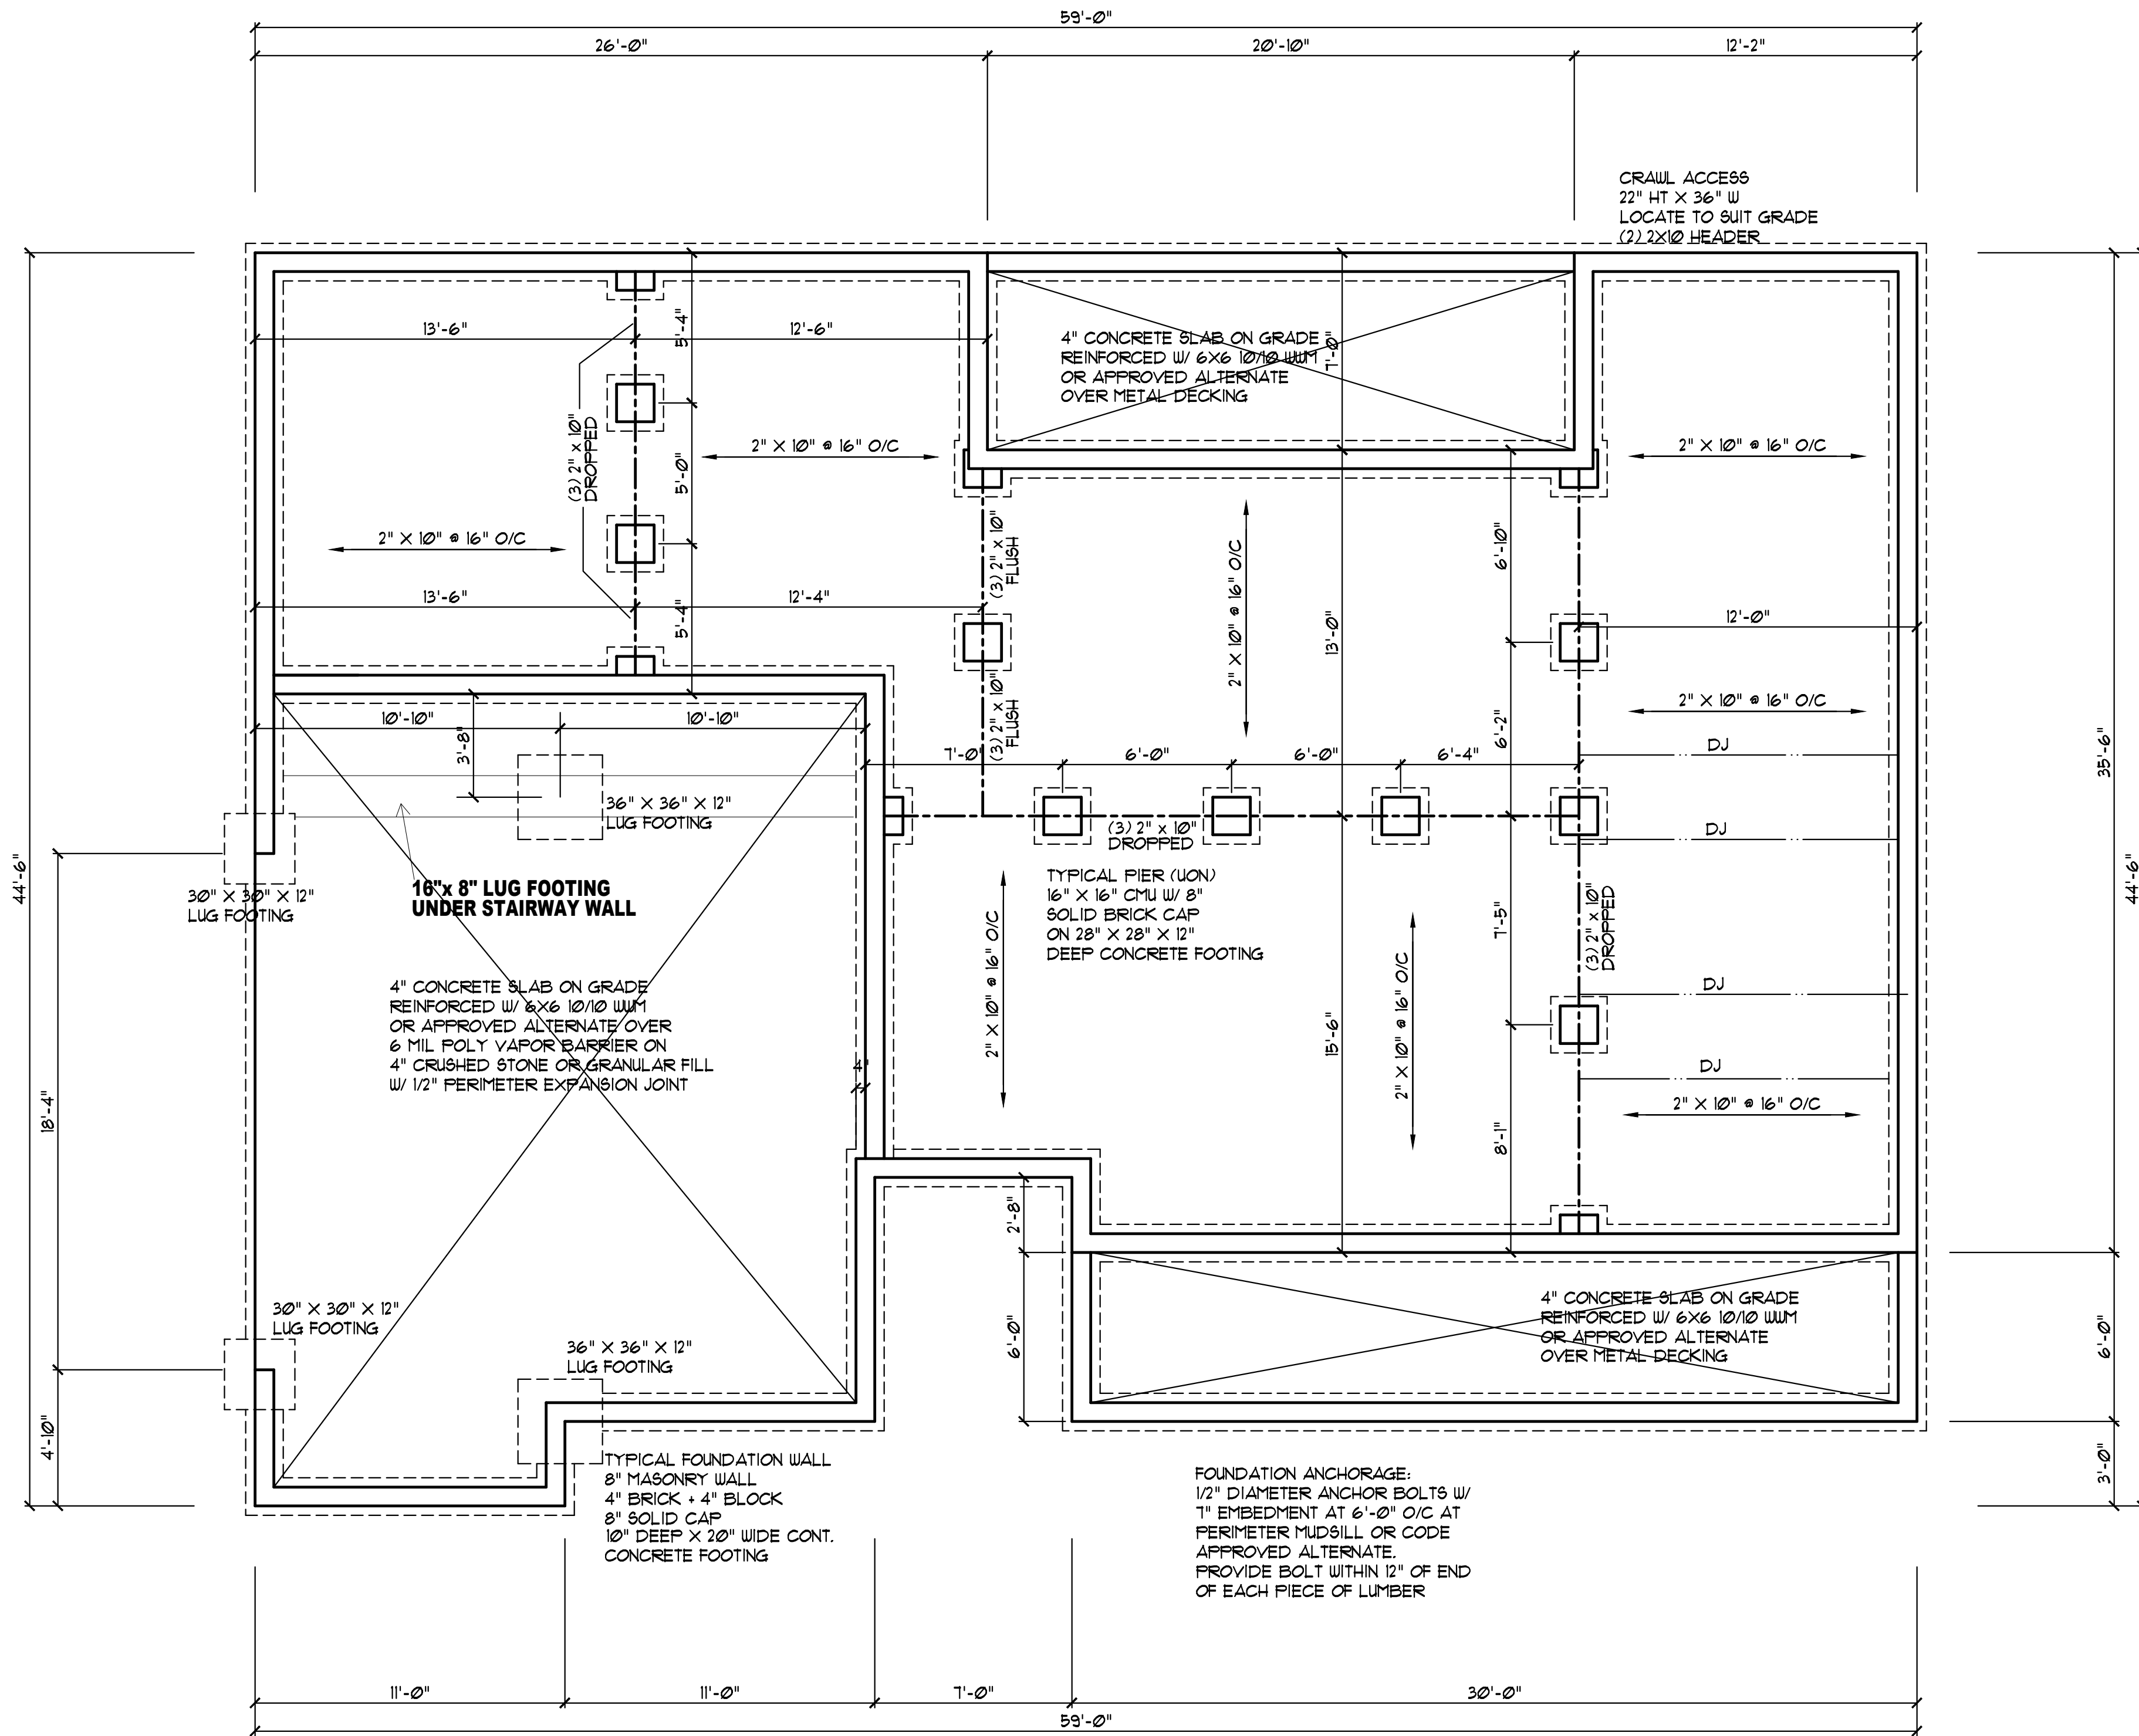 59'-0"
26'-0"
20'-10"
12'-2"
CRAWL ACCESS
22" HT X 36" W
LOCATE TO SUIT GRADE
(2) 2X10 HEADER
13'-6"
5'-4"
12'-6"
4" CONCRETE SLAB ON GRADE
REINFORCED W/ 6X6 10/10 WWM
OR APPROVED ALTERNATE
OVER METAL DECKING
7'-0"
(3) 2" x 10"
DROPPED
2" X 10" @ 16" O/C
2" X 10" @ 16" O/C
5'-0"
2" X 10" @ 16" O/C
(3) 2" x 10"
FLUSH
2" X 10" @ 16" O/C
6'-10"
13'-6"
5'-4"
12'-4"
13'-0"
12'-0"
10'-10"
10'-10"
3'-8"
(3) 2" x 10"
FLUSH
6'-2"
2" X 10" @ 16" O/C
DJ
7'-0"
6'-0"
6'-0"
6'-4"
35'-6"
36" X 36" X 12"
LUG FOOTING
(3) 2" x 10"
DROPPED
DJ
44'-6"
44'-6"
30" X 30" X 12"
LUG FOOTING
16"x 8" LUG FOOTING
UNDER STAIRWAY WALL
TYPICAL PIER (UON)
16" X 16" CMU W/ 8"
SOLID BRICK CAP
ON 28" X 28" X 12"
DEEP CONCRETE FOOTING
2" X 10" @ 16" O/C
7'-5"
(3) 2" x 10"
DROPPED
4" CONCRETE SLAB ON GRADE
REINFORCED W/ 6X6 10/10 WWM
OR APPROVED ALTERNATE OVER
6 MIL POLY VAPOR BARRIER ON
4" CRUSHED STONE OR GRANULAR FILL
W/ 1/2" PERIMETER EXPANSION JOINT
4"
15'-6"
2" X 10" @ 16" O/C
DJ
DJ
2" X 10" @ 16" O/C
18'-4"
8'-1"
2'-8"
30" X 30" X 12"
LUG FOOTING
36" X 36" X 12"
LUG FOOTING
6'-0"
4" CONCRETE SLAB ON GRADE
REINFORCED W/ 6X6 10/10 WWM
OR APPROVED ALTERNATE
OVER METAL DECKING
6'-0"
4'-10"
3'-0"
TYPICAL FOUNDATION WALL
8" MASONRY WALL
4" BRICK + 4" BLOCK
8" SOLID CAP
10" DEEP X 20" WIDE CONT.
CONCRETE FOOTING
FOUNDATION ANCHORAGE:
1/2" DIAMETER ANCHOR BOLTS W/
7" EMBEDMENT AT 6'-0" O/C AT
PERIMETER MUDSILL OR CODE
APPROVED ALTERNATE.
PROVIDE BOLT WITHIN 12" OF END
OF EACH PIECE OF LUMBER
11'-0"
11'-0"
7'-0"
30'-0"
59'-0"